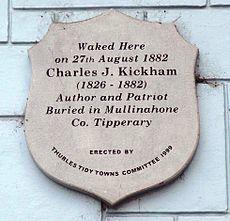 Waked Here
on 27th August 1882
Charles J. Kickham
(1826 - 1882)
Author and Patriot
Buried in Mullinahone
Co. Tipperary
ERECTED BY
THURLES TIDY TOWNS COMMITTEE 1999